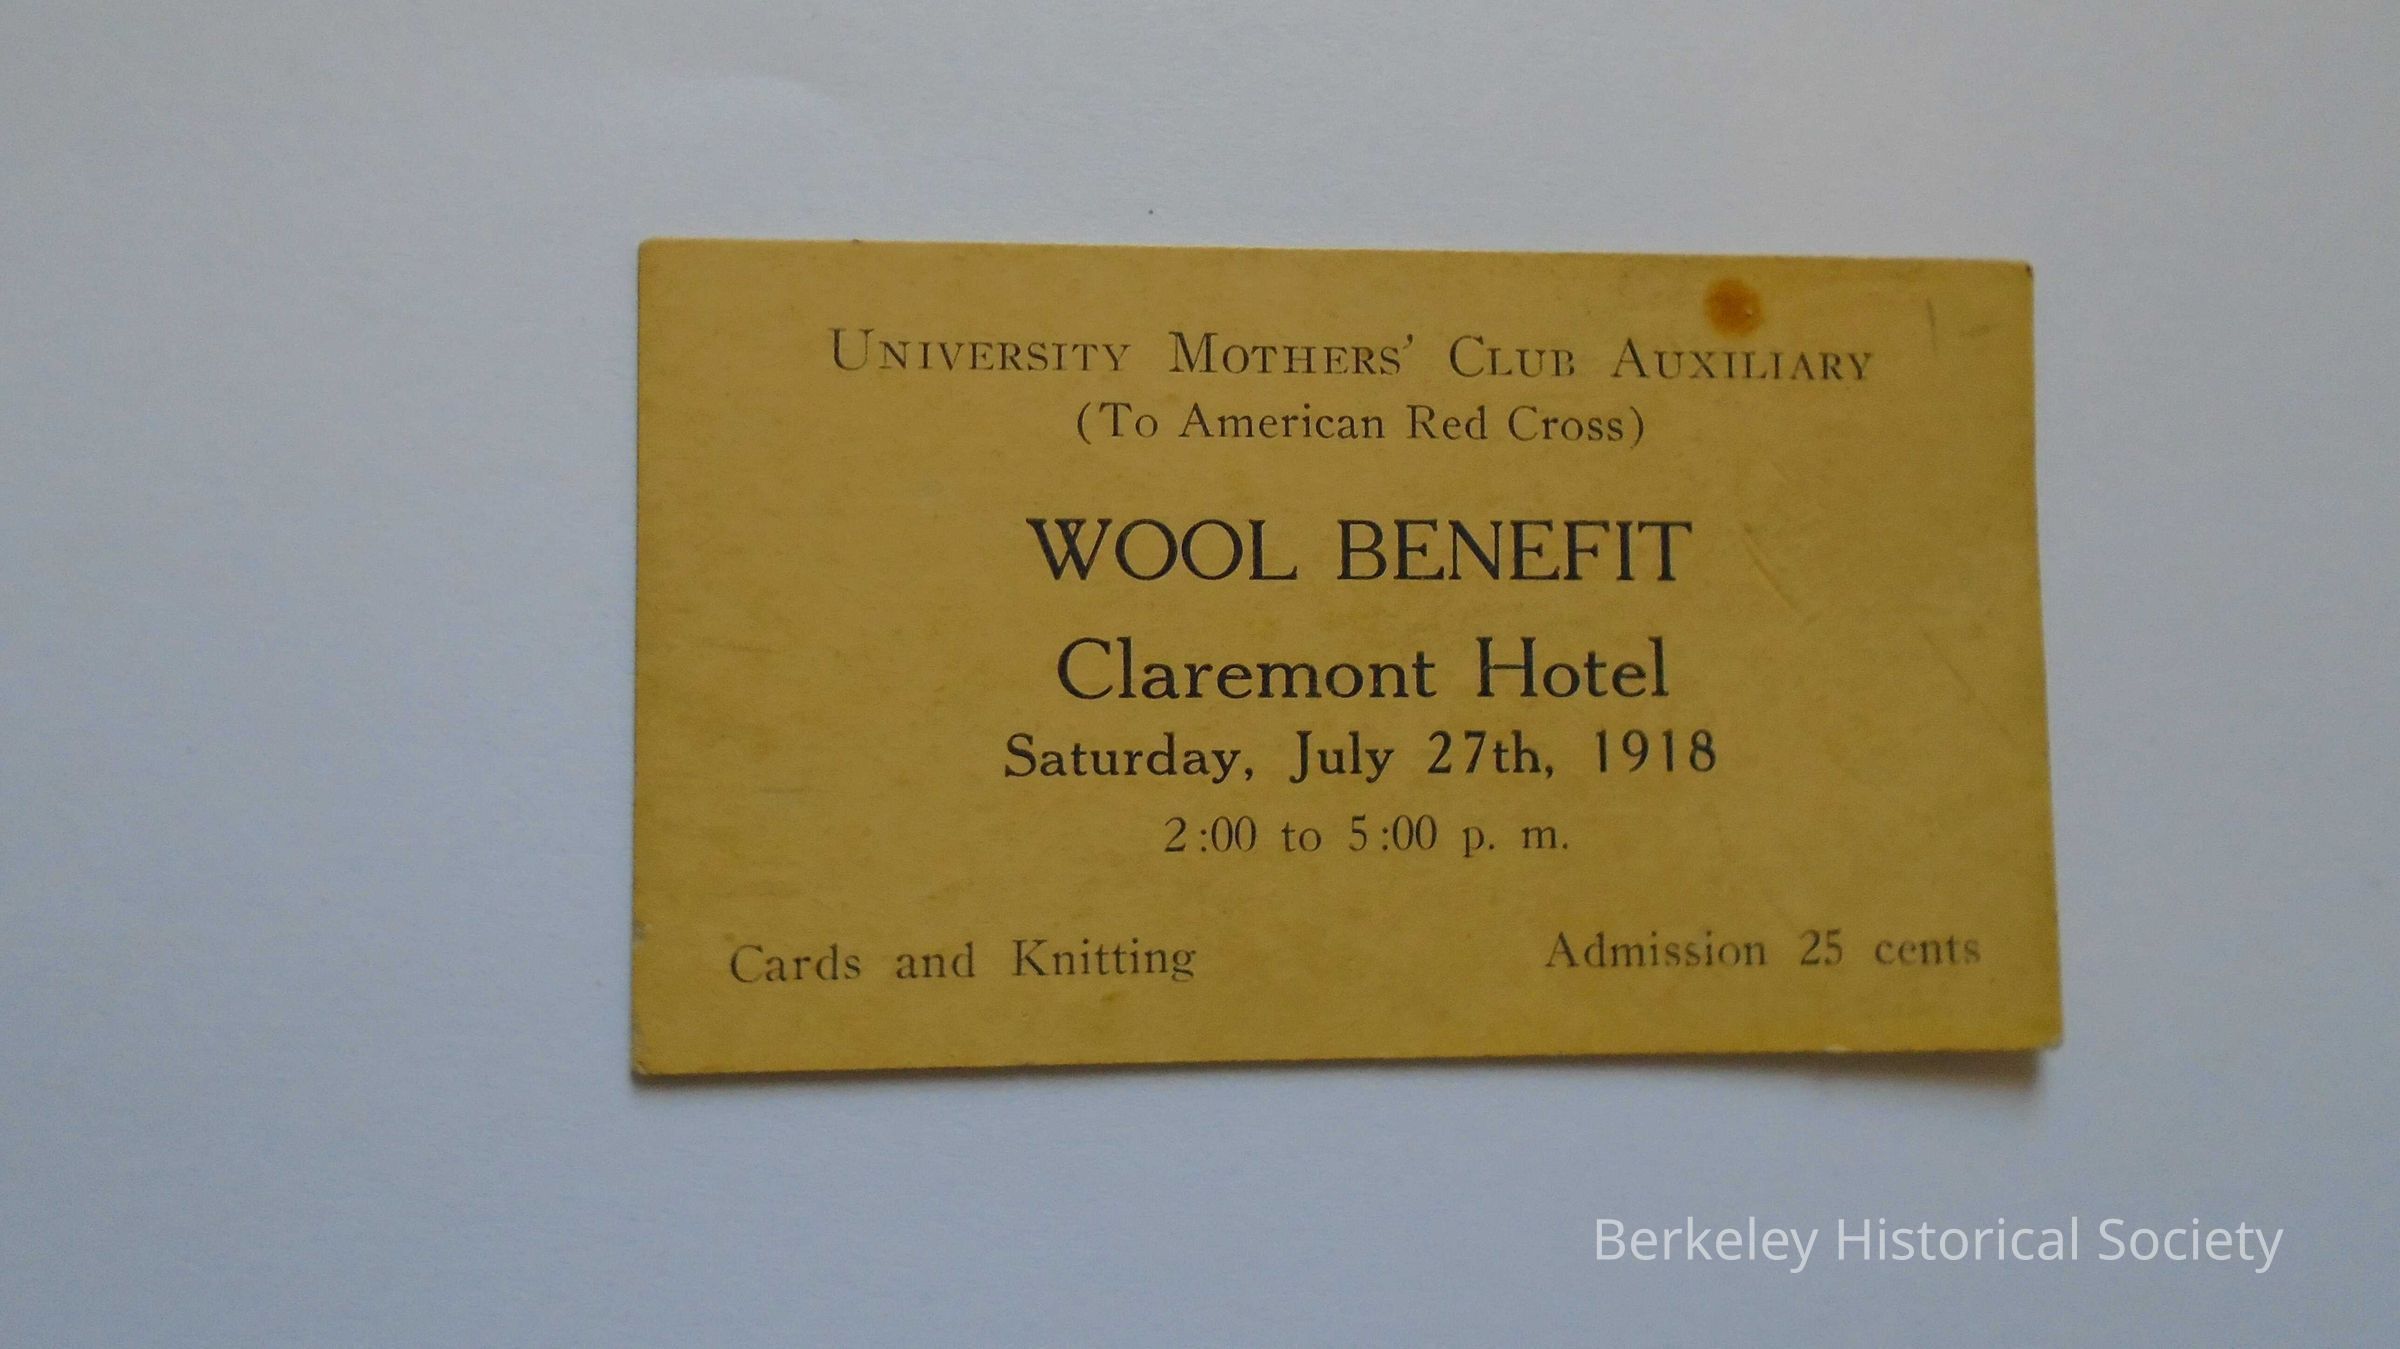 University Mothers' Club Auxiliary
(To American Red Cross)
WOOL BENEFIT
Claremont Hotel
Saturday, July 27th, 1918
2:00 to 5:00 p. m.
Cards and Knitting
Admission 25 cents
Berkeley Historical Society